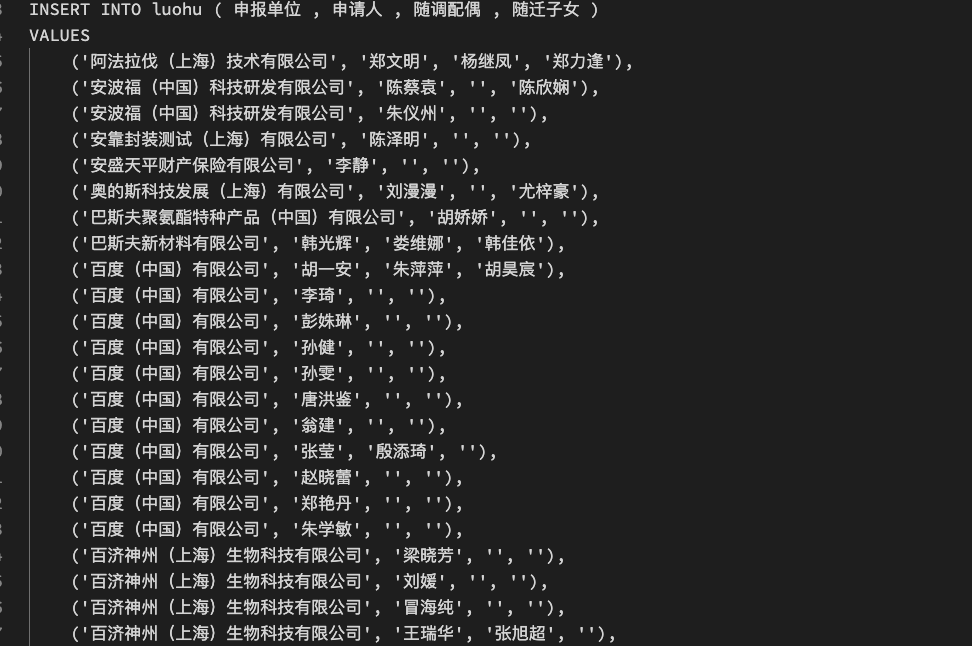 INSERT INTO luohu ( 申报单位 , 申请人 , 随调配偶 , 随迁子女 )
VALUES
('阿法拉伐（上海）技术有限公司', '郑文明', '杨继凤', '郑力逢'),
('安波福（中国）科技研发有限公司', '陈蔡袁', '', '陈欣娴'),
('安波福（中国）科技研发有限公司', '朱仪州', '', ''),
('安靠封装测试（上海）有限公司', '陈泽明', '', ''),
('安盛天平财产保险有限公司', '李静', '', ''),
('奥的斯科技发展（上海）有限公司', '刘漫漫', '', '尤梓豪'),
('巴斯夫聚氨酯特种产品（中国）有限公司', '胡娇娇', '', ''),
('巴斯夫新材料有限公司', '韩光辉', '娄维娜', '韩佳依'),
('百度（中国）有限公司', '胡一安', '朱萍萍', '胡昊宸'),
('百度（中国）有限公司', '李琦', '', ''),
('百度（中国）有限公司', '彭姝琳', '', ''),
('百度（中国）有限公司', '孙健', '', ''),
('百度（中国）有限公司', '孙雯', '', ''),
('百度（中国）有限公司', '唐洪鉴', '', ''),
('百度（中国）有限公司', '翁建', '', ''),
('百度（中国）有限公司', '张莹', '殷添琦', ''),
('百度（中国）有限公司', '赵晓蕾', '', ''),
('百度（中国）有限公司', '郑艳丹', '', ''),
('百度（中国）有限公司', '朱学敏', '', ''),
('百济神州（上海）生物科技有限公司', '梁晓芳', '', ''),
('百济神州（上海）生物科技有限公司', '刘媛', '', ''),
('百济神州（上海）生物科技有限公司', '冒海纯', '', ''),
('百济神州（上海）生物科技有限公司', '王瑞华', '张旭超', ''),